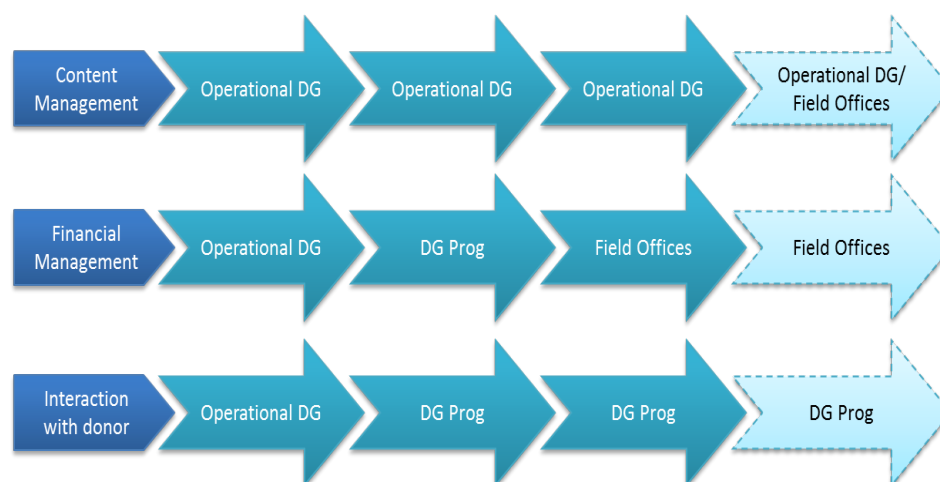 Content
Management
Operational DG
Operational DG
Operational DG
Operational DG/
Field Offices
Financial
Management
Operational DG
DG Prog
Field Offices
Field Offices
Interaction
with donor
Operational DG
DG Prog
DG Prog
DG Prog